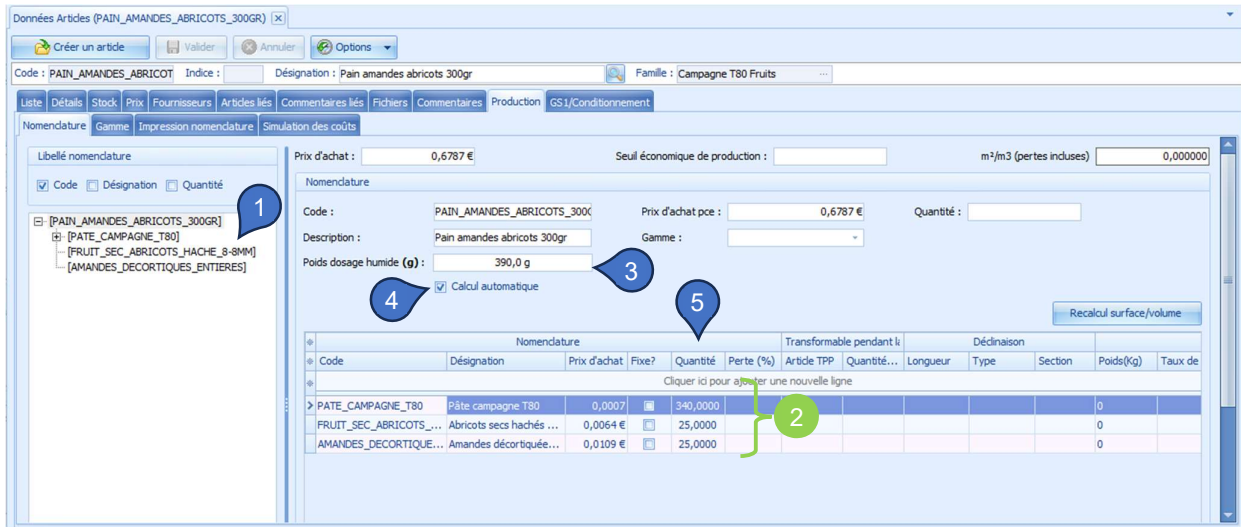 Données Articles (PAIN_AMANDES_ABRICOTS_300GR)
Créer un article Valider Annuler Options
Code : PAIN_AMANDES_ABRICOT Indice : Désignation : Pain amandes abricots 300gr Famille : Campagne T80 Fruits ...
Liste Détails Stock Prix Fournisseurs Articles liés Commentaires liés Fichiers Commentaires Production GS1/Conditionnement
Nomenclature Gamme Impression nomenclature Simulation des coûts
Libellé nomenclature
Code Désignation Quantité
1
[PAIN_AMANDES_ABRICOTS_300GR]
[PATE_CAMPAGNE_T80]
[FRUIT_SEC_ABRICOTS_HACHE_8-8MM]
[AMANDES_DECORTIQUES_ENTIERES]
Prix d'achat : 0,6787 € Seuil économique de production : m²/m3 (pertes incluses) 0,000000
Nomenclature
Code : PAIN_AMANDES_ABRICOTS_300G Prix d'achat pce : 0,6787 € Quantité :
Description : Pain amandes abricots 300gr Gamme :
Poids dosage humide (g) : 390,0 g
3
4
Calcul automatique
5
Recalcul surface/volume
Nomenclature Transformable pendant la Déclinaison
Code Désignation Prix d'achat Fixe? Quantité Perte (%) Article TPP Quantité... Longueur Type Section Poids(Kg) Taux de
Cliquer ici pour ajouter une nouvelle ligne
PATE_CAMPAGNE_T80 Pâte campagne T80 0,0007 340,0000 0
FRUIT_SEC_ABRICOTS_... Abricots secs hachés ... 0,0064 € 25,0000 0
AMANDES_DECORTIQUE... Amandes décortiquée... 0,0109 € 25,0000 0
2